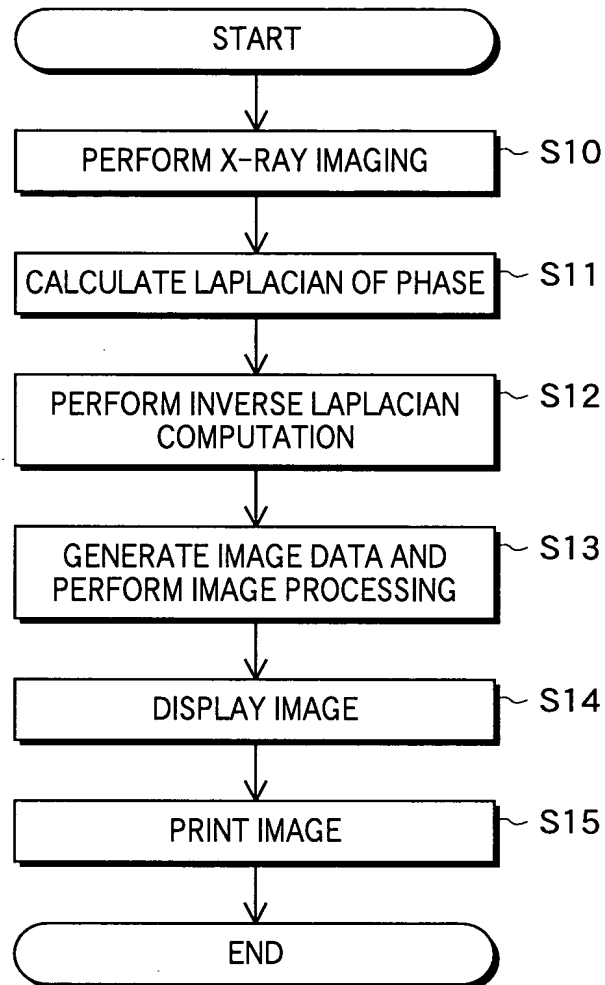 START
PERFORM X-RAY IMAGING
S10
CALCULATE LAPLACIAN OF PHASE
S11
PERFORM INVERSE LAPLACIAN
COMPUTATION
S12
GENERATE IMAGE DATA AND
PERFORM IMAGE PROCESSING
S13
DISPLAY IMAGE
S14
PRINT IMAGE
S15
END